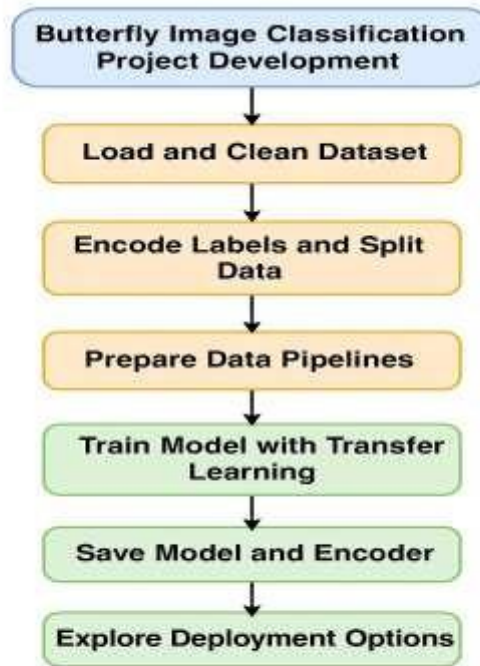 Butterfly Image Classification
Project Development
Load and Clean Dataset
Encode Labels and Split
Data
Prepare Data Pipelines
Train Model with Transfer
Learning
Save Model and Encoder
Explore Deployment Options